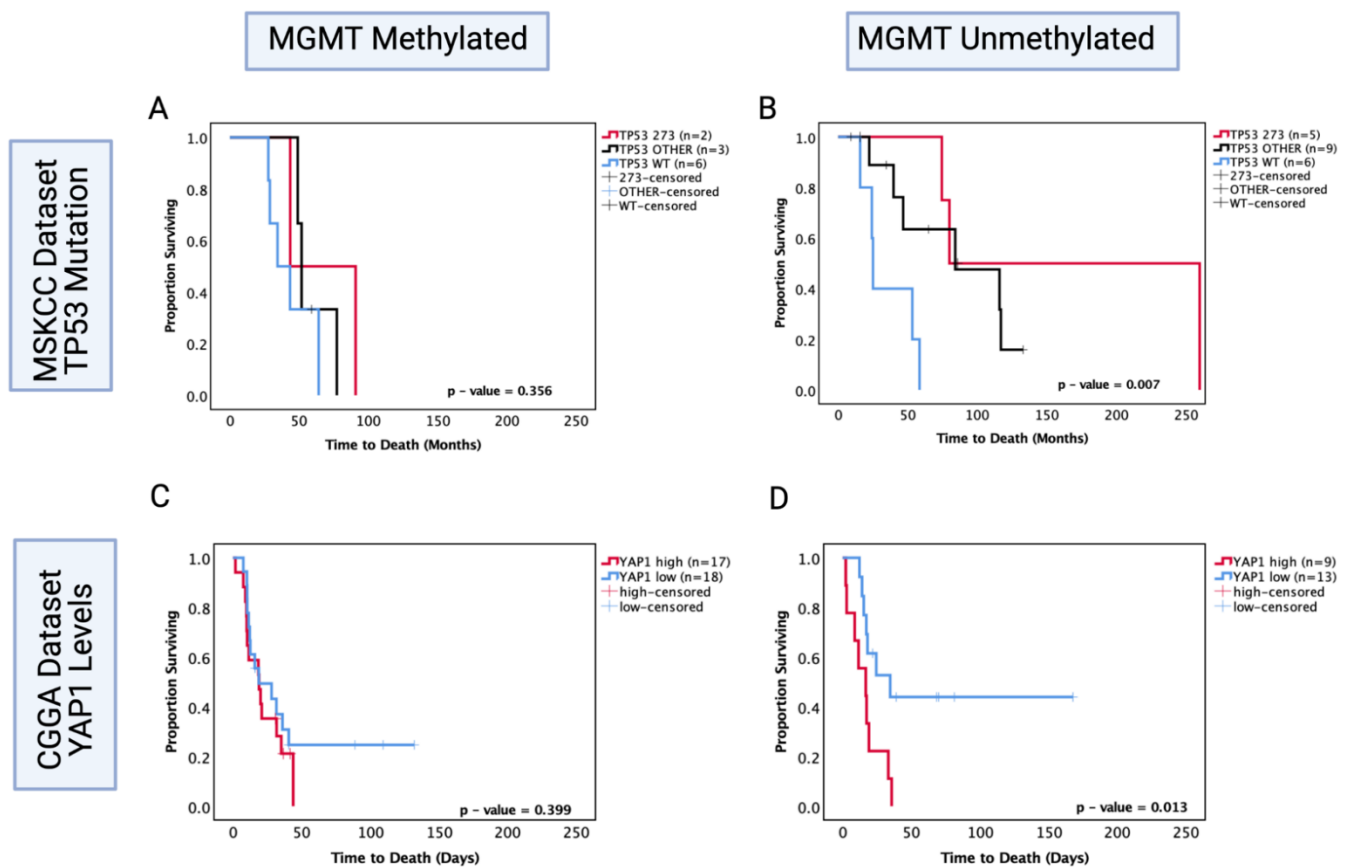 MGMT Methylated
MGMT Unmethylated
MSKCC Dataset
TP53 Mutation
A
1.0
0.8
0.6
0.4
0.2
0.0
Proportion Surviving
0 50 100 150 200 250
Time to Death (Months)
p – value = 0.356
TP53 273 (n=2)
TP53 OTHER (n=3)
TP53 WT (n=6)
273-censored
OTHER-censored
WT-censored
B
1.0
0.8
0.6
0.4
0.2
0.0
Proportion Surviving
0 50 100 150 200 250
Time to Death (Months)
p – value = 0.007
TP53 273 (n=5)
TP53 OTHER (n=9)
TP53 WT (n=6)
273-censored
OTHER-censored
WT-censored
CGGA Dataset
YAP1 Levels
C
1.0
0.8
0.6
0.4
0.2
0.0
Proportion Surviving
0 50 100 150 200 250
Time to Death (Days)
p – value = 0.399
YAP1 high (n=17)
YAP1 low (n=18)
high-censored
low-censored
D
1.0
0.8
0.6
0.4
0.2
0.0
Proportion Surviving
0 50 100 150 200 250
Time to Death (Days)
p – value = 0.013
YAP1 high (n=9)
YAP1 low (n=13)
high-censored
low-censored